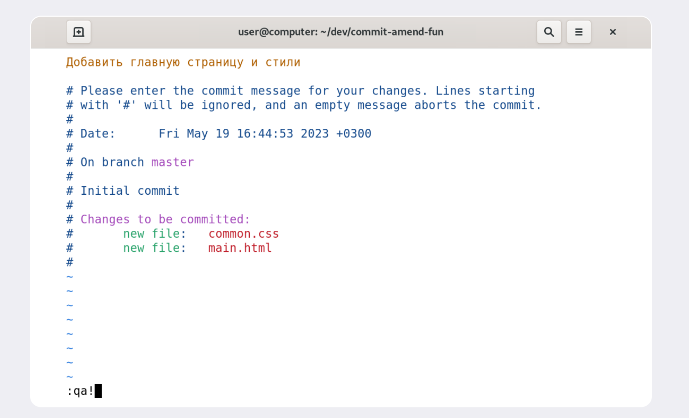 user@computer: ~/dev/commit-amend-fun
Добавить главную страницу и стили
# Please enter the commit message for your changes. Lines starting
# with '#' will be ignored, and an empty message aborts the commit.
#
# Date:      Fri May 19 16:44:53 2023 +0300
#
# On branch master
#
# Initial commit
#
# Changes to be committed:
#       new file:   common.css
#       new file:   main.html
#
~
~
~
~
~
~
~
~
:qa!